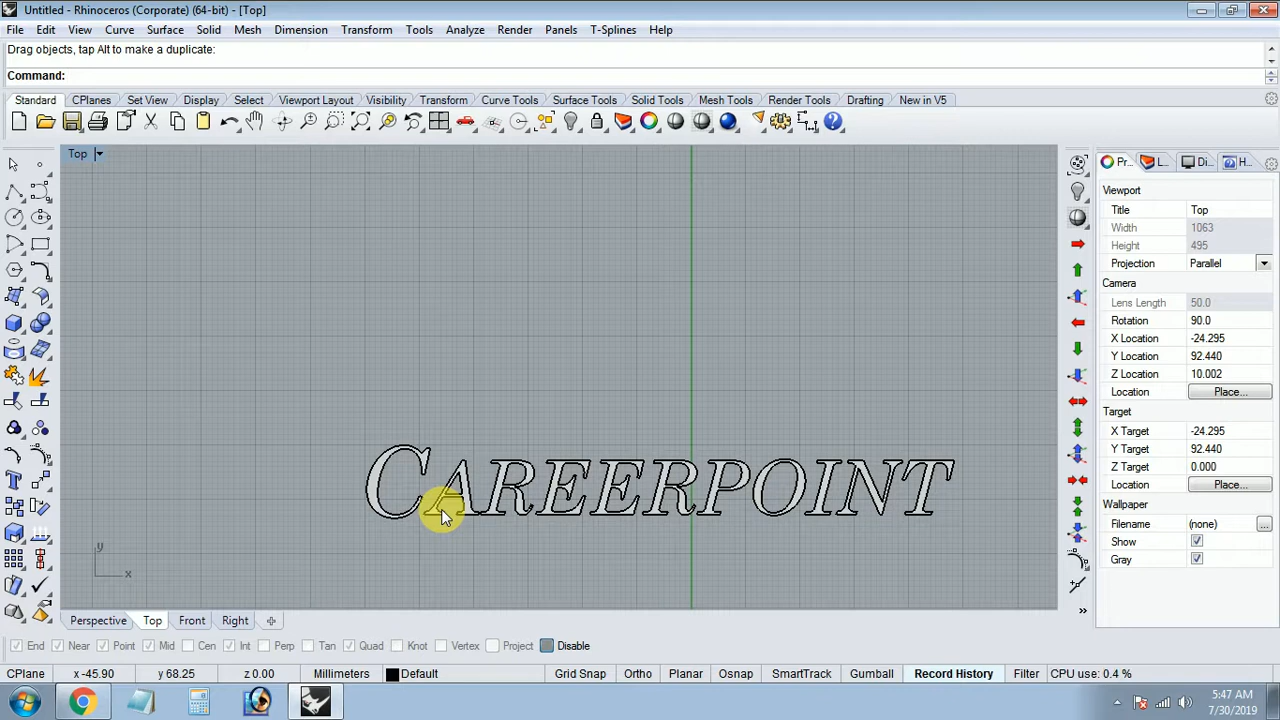 Untitled - Rhinoceros (Corporate) (64-bit) - [Top]
File Edit View Curve Surface Solid Mesh Dimension Transform Tools Analyze Render Panels T-Splines Help
Drag objects, tap Alt to make a duplicate:
Command:
Standard CPlanes Set View Display Select Viewport Layout Visibility Transform Curve Tools Surface Tools Solid Tools Mesh Tools Render Tools Drafting New in V5
Top
Pr... L... Di... H...
Viewport
Title Top
Width 1063
Height 495
Projection Parallel
Camera
Lens Length 50.0
Rotation 90.0
X Location -24.295
Y Location 92.440
Z Location 10.002
Location Place...
Target
X Target -24.295
Y Target 92.440
Z Target 0.000
Location Place...
Wallpaper
Filename (none) ...
Show
Gray
CAREERPOINT
y
x
Perspective Top Front Right
End Near Point Mid Cen Int Perp Tan Quad Knot Vertex Project Disable
CPlane x -45.90 y 68.25 z 0.00 Millimeters Default Grid Snap Ortho Planar Osnap SmartTrack Gumball Record History Filter CPU use: 0.4 %
5:47 AM
7/30/2019